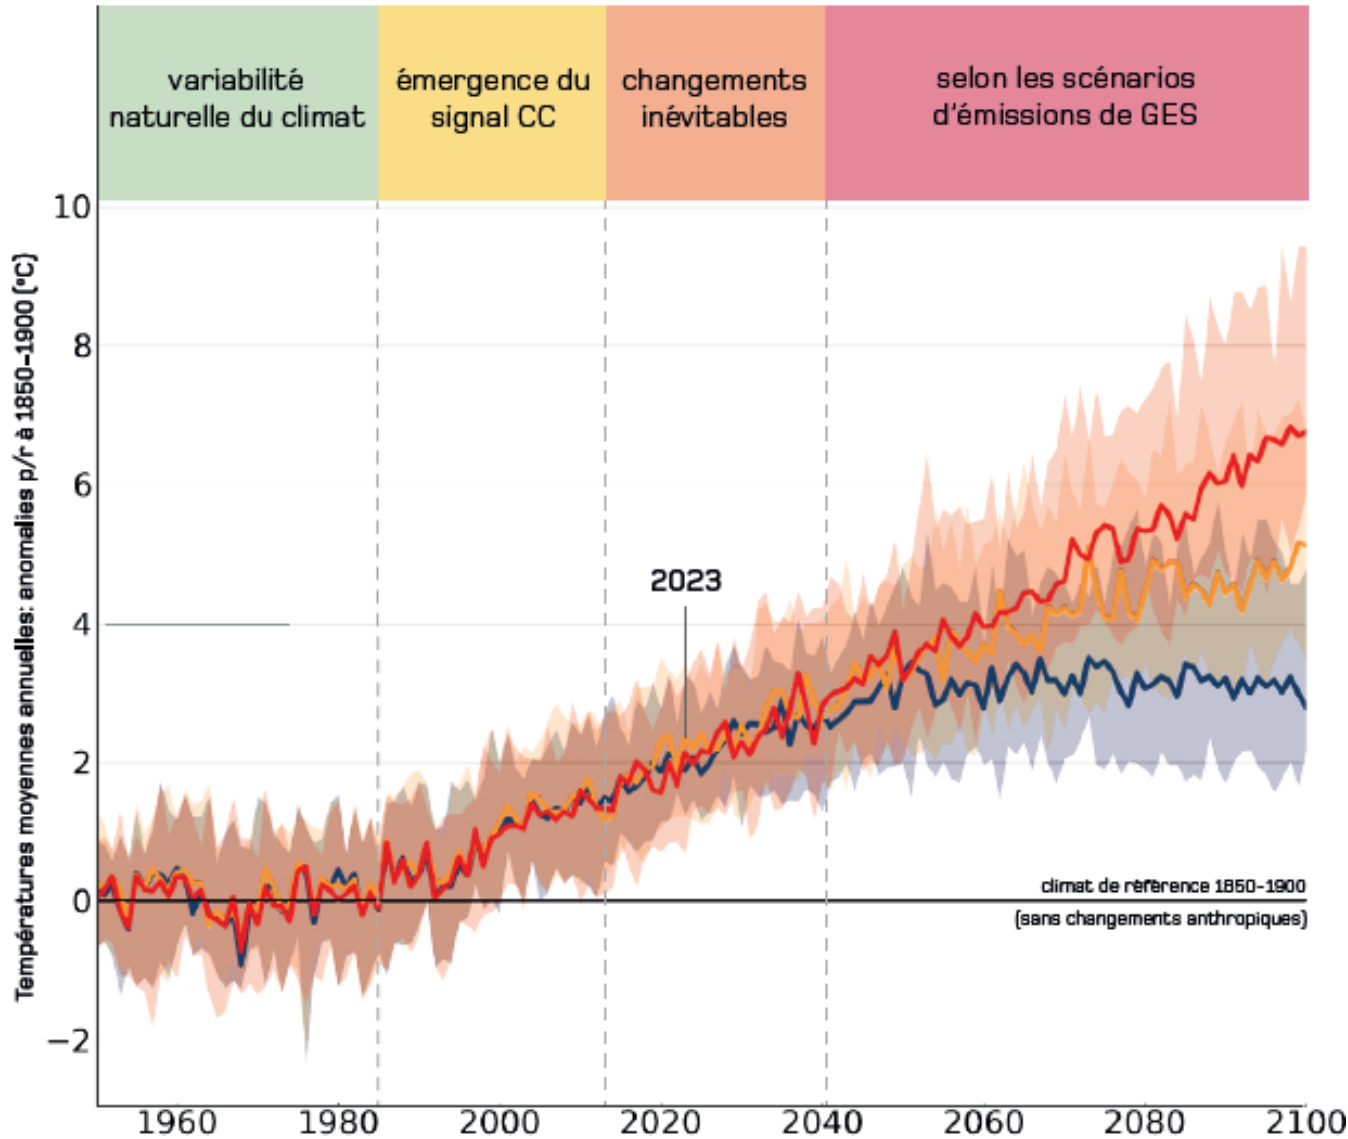 variabilité
naturelle du climat
émergence du
signal CC
changements
inévitables
selon les scénarios
d'émissions de GES
Températures moyennes annuelles: anomalies p/r à 1850-1900 (°C)
10
8
6
4
2
0
−2
2023
climat de référence 1850-1900
(sans changements anthropiques)
1960
1980
2000
2020
2040
2060
2080
2100